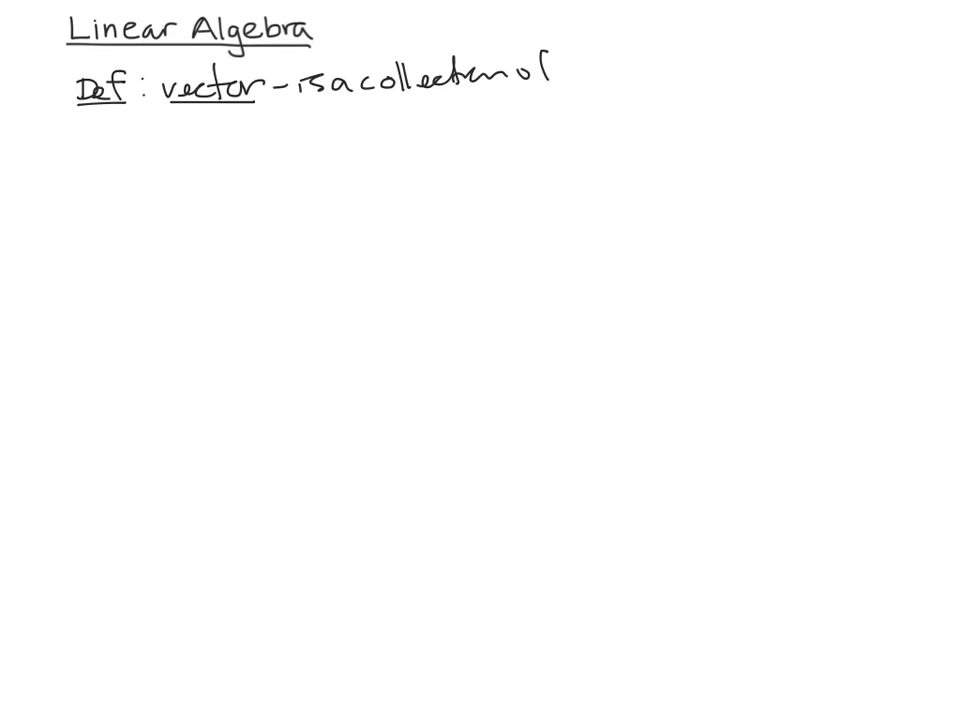 Linear Algebra
Def : vector - is a collection of